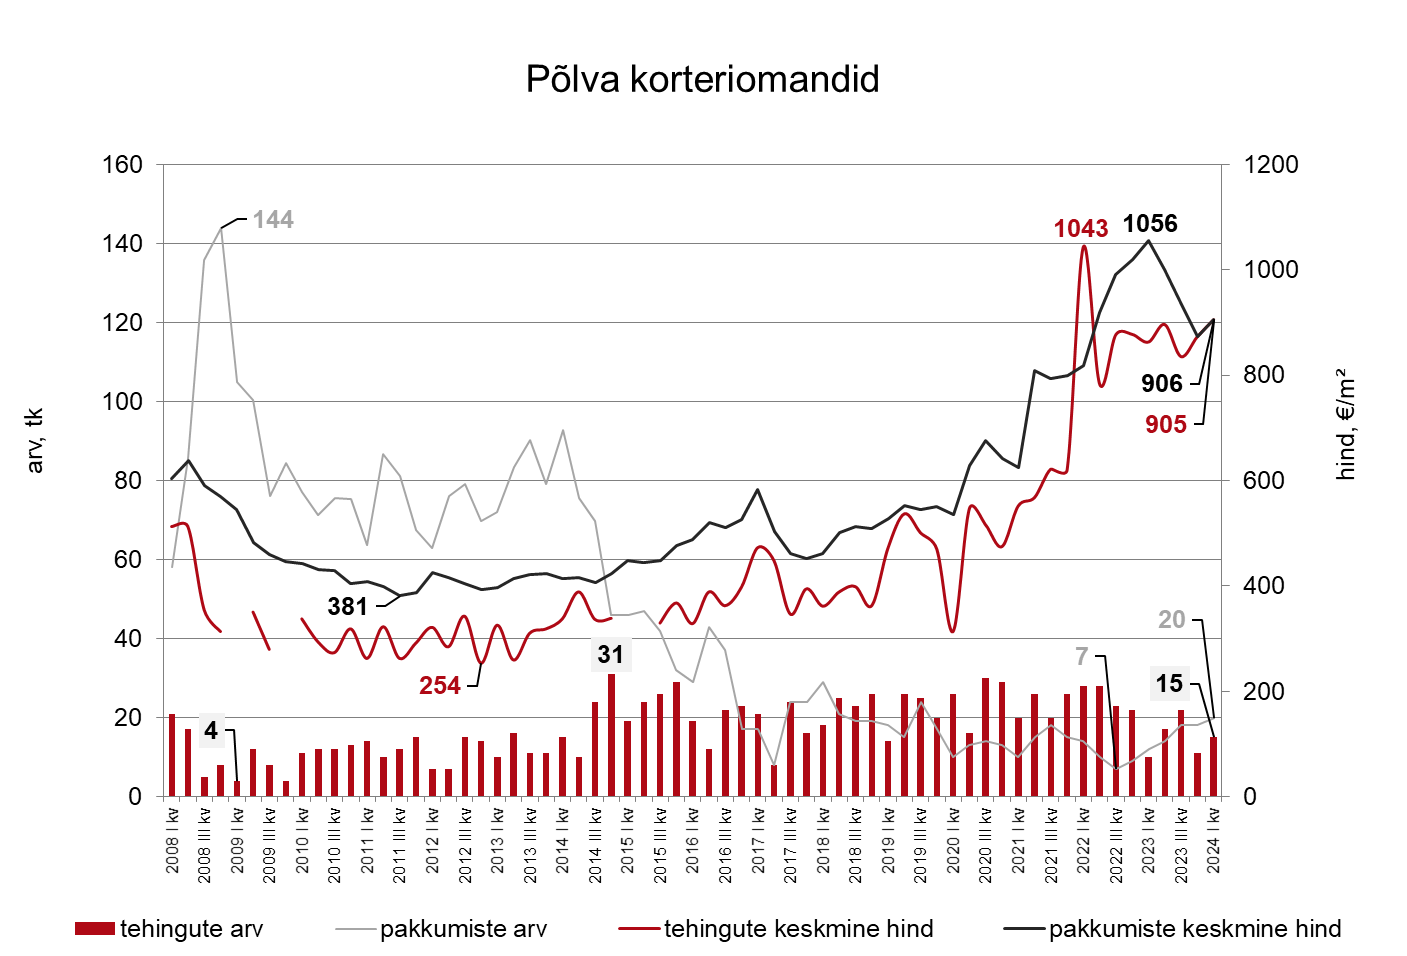 Põlva korteriomandid
160 1200
140 144 1043 1056
1000
120
906 800
100 905
arv, tk
hind, €/m²
80 600
60
381 400
40 31 20
254 7
15 200
20 4
0 0
2008 I kv
2008 III kv
2009 I kv
2009 III kv
2010 I kv
2010 III kv
2011 I kv
2011 III kv
2012 I kv
2012 III kv
2013 I kv
2013 III kv
2014 I kv
2014 III kv
2015 I kv
2015 III kv
2016 I kv
2016 III kv
2017 I kv
2017 III kv
2018 I kv
2018 III kv
2019 I kv
2019 III kv
2020 I kv
2020 III kv
2021 I kv
2021 III kv
2022 I kv
2022 III kv
2023 I kv
2023 III kv
2024 I kv
tehingute arv pakkumiste arv tehingute keskmine hind pakkumiste keskmine hind